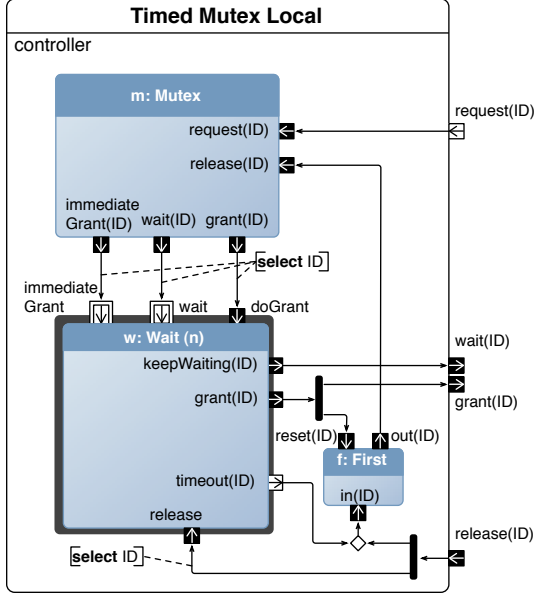 Timed Mutex Local
controller
m: Mutex
request(ID)
request(ID)
release(ID)
immediate
Grant(ID)
wait(ID)
grant(ID)
[select ID]
immediate
Grant
wait
doGrant
w: Wait (n)
keepWaiting(ID)
wait(ID)
grant(ID)
grant(ID)
reset(ID)
out(ID)
f: First
timeout(ID)
in(ID)
release
release(ID)
[select ID]